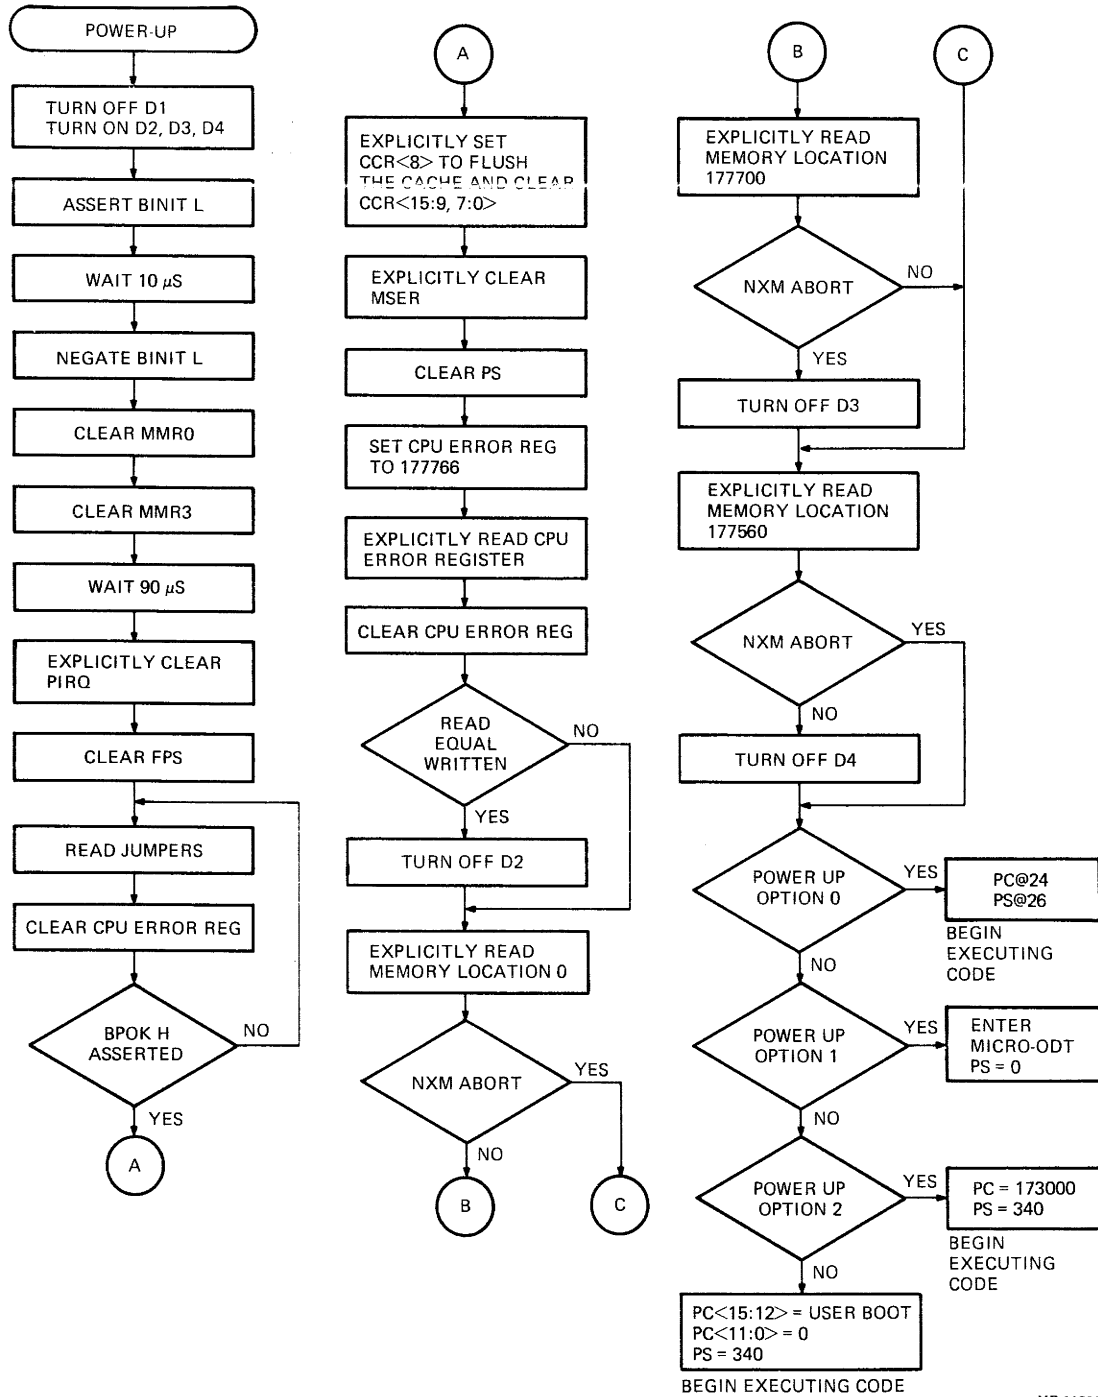 POWER-UP
TURN OFF D1
TURN ON D2, D3, D4
ASSERT BINIT L
WAIT 10 µS
NEGATE BINIT L
CLEAR MMR0
CLEAR MMR3
WAIT 90 µS
EXPLICITLY CLEAR
PIRQ
CLEAR FPS
READ JUMPERS
CLEAR CPU ERROR REG
BPOK H
ASSERTED
NO
YES
A
A
EXPLICITLY SET
CCR<8> TO FLUSH
THE CACHE AND CLEAR
CCR<15:9, 7:0>
EXPLICITLY CLEAR
MSER
CLEAR PS
SET CPU ERROR REG
TO 177766
EXPLICITLY READ CPU
ERROR REGISTER
CLEAR CPU ERROR REG
READ
EQUAL
WRITTEN
NO
YES
TURN OFF D2
EXPLICITLY READ
MEMORY LOCATION 0
NXM ABORT
YES
NO
B
C
B
C
EXPLICITLY READ
MEMORY LOCATION
177700
NXM ABORT
NO
YES
TURN OFF D3
EXPLICITLY READ
MEMORY LOCATION
177560
NXM ABORT
YES
NO
TURN OFF D4
POWER UP
OPTION 0
YES
PC@24
PS@26
BEGIN
EXECUTING
CODE
NO
POWER UP
OPTION 1
YES
ENTER
MICRO-ODT
PS = 0
NO
POWER UP
OPTION 2
YES
PC = 173000
PS = 340
BEGIN
EXECUTING
CODE
NO
PC<15:12> = USER BOOT
PC<11:0> = 0
PS = 340
BEGIN EXECUTING CODE